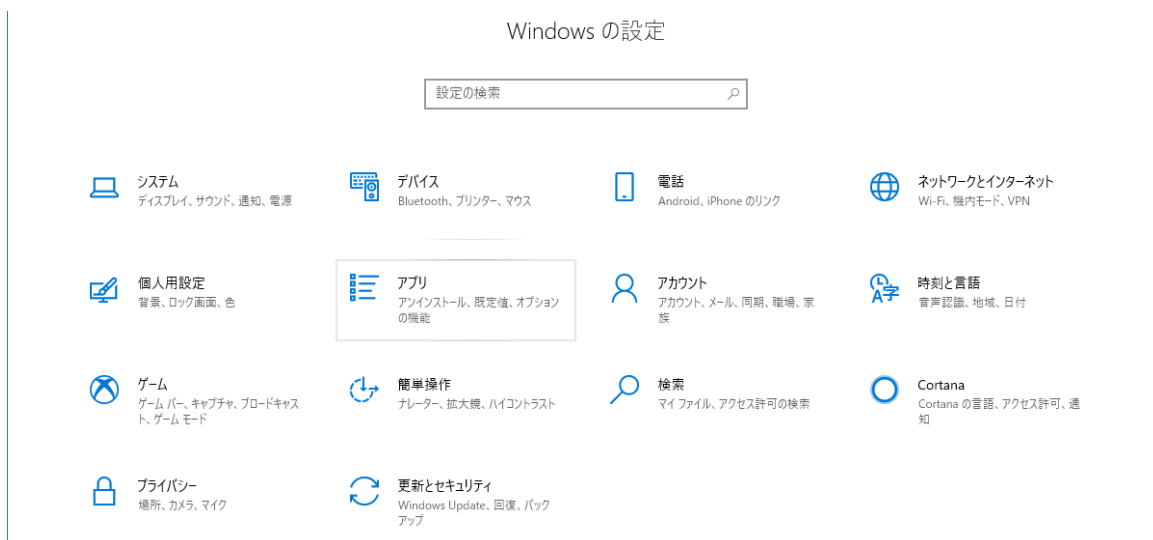 Windows の設定
設定の検索
システム
ディスプレイ、サウンド、通知、電源
デバイス
Bluetooth、プリンター、マウス
電話
Android、iPhone のリンク
ネットワークとインターネット
Wi-Fi、機内モード、VPN
個人用設定
背景、ロック画面、色
アプリ
アンインストール、既定値、オプション
の機能
アカウント
アカウント、メール、同期、職場、家
族
時刻と言語
音声認識、地域、日付
ゲーム
ゲーム バー、キャプチャ、ブロードキャス
ト、ゲーム モード
簡単操作
ナレーター、拡大鏡、ハイコントラスト
検索
マイ ファイル、アクセス許可の検索
Cortana
Cortana の言語、アクセス許可、通
知
プライバシー
場所、カメラ、マイク
更新とセキュリティ
Windows Update、回復、バック
アップ